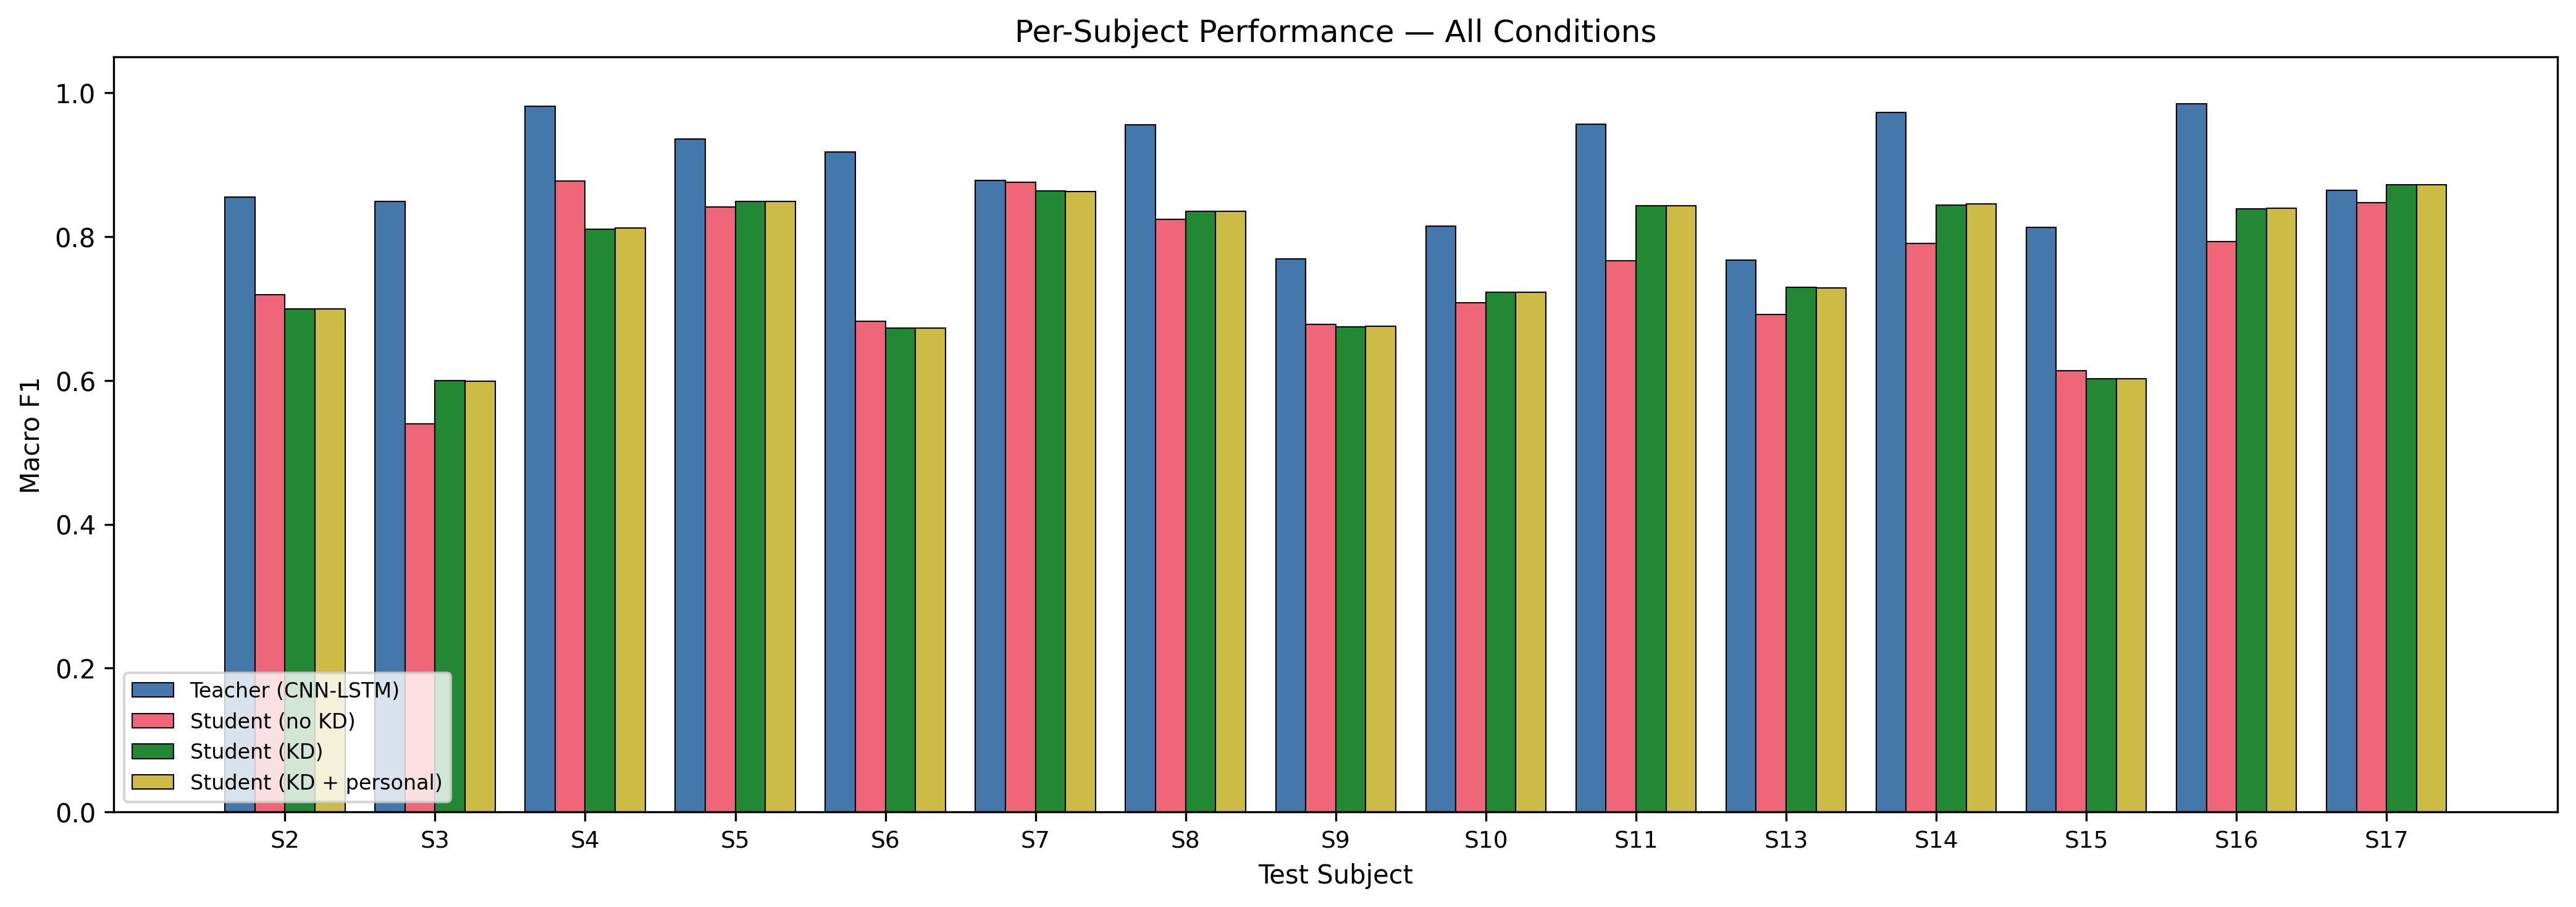 Per-Subject Performance — All Conditions
Macro F1
1.0
0.8
0.6
0.4
0.2
0.0
Teacher (CNN-LSTM)
Student (no KD)
Student (KD)
Student (KD + personal)
S2 S3 S4 S5 S6 S7 S8 S9 S10 S11 S13 S14 S15 S16 S17
Test Subject